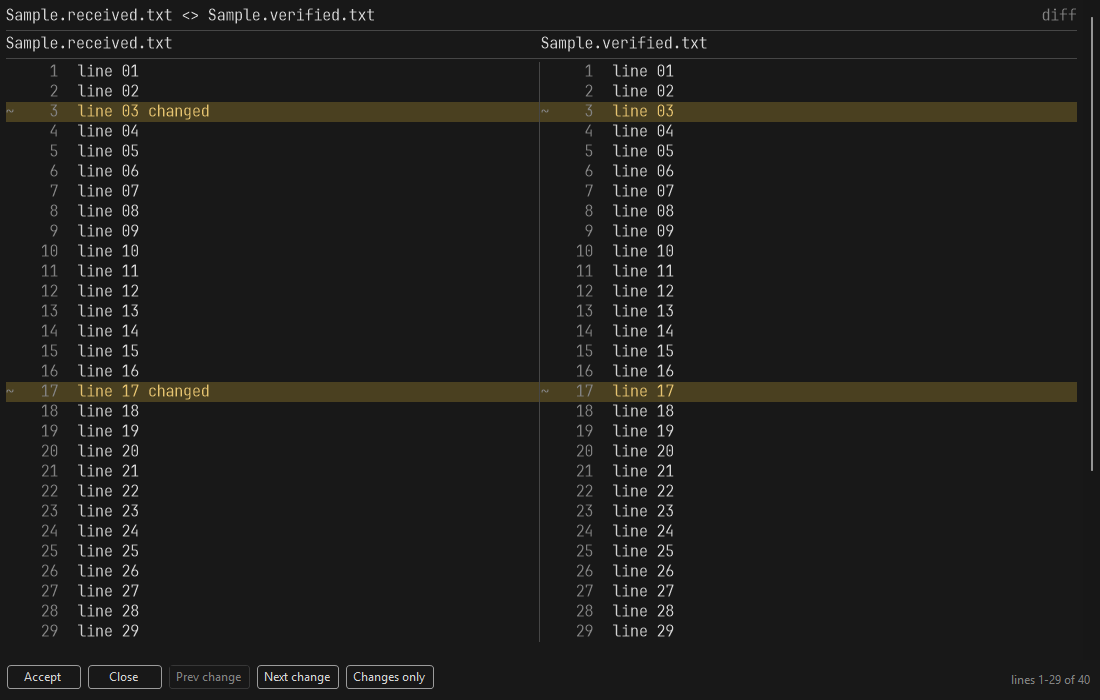 Sample.received.txt <> Sample.verified.txt diff
Sample.received.txt Sample.verified.txt
1 line 01 1 line 01
2 line 02 2 line 02
~ 3 line 03 changed ~ 3 line 03
4 line 04 4 line 04
5 line 05 5 line 05
6 line 06 6 line 06
7 line 07 7 line 07
8 line 08 8 line 08
9 line 09 9 line 09
10 line 10 10 line 10
11 line 11 11 line 11
12 line 12 12 line 12
13 line 13 13 line 13
14 line 14 14 line 14
15 line 15 15 line 15
16 line 16 16 line 16
~ 17 line 17 changed ~ 17 line 17
18 line 18 18 line 18
19 line 19 19 line 19
20 line 20 20 line 20
21 line 21 21 line 21
22 line 22 22 line 22
23 line 23 23 line 23
24 line 24 24 line 24
25 line 25 25 line 25
26 line 26 26 line 26
27 line 27 27 line 27
28 line 28 28 line 28
29 line 29 29 line 29
Accept Close Prev change Next change Changes only lines 1-29 of 40